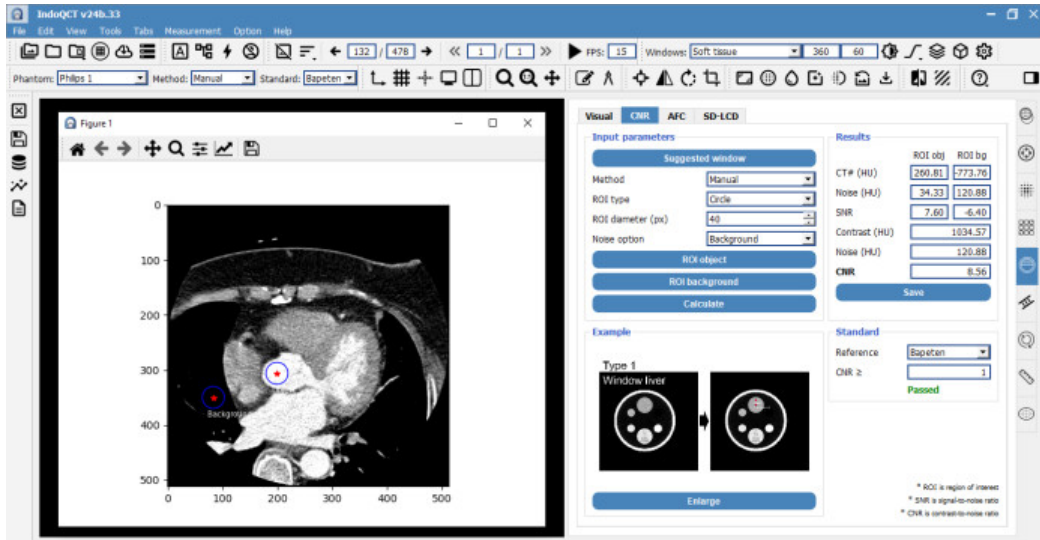 IndoQCT v24b.33
File Edit View Tools Tabs Measurement Option Help
132 / 478 1 / 1 FPS: 15 Windows: Soft tissue 360 60
Phantom: Philips 1 Method: Manual Standard: Bapeten
Figure 1
0
100
200
300
400
500
0 100 200 300 400 500
Background
Visual CNR AFC SD-LCD
Input parameters
Suggested window
Method Manual
ROI type Circle
ROI diameter (px) 40
Noise option Background
ROI object
ROI background
Calculate
Results
ROI obj ROI bg
CT# (HU) 260.81 -773.76
Noise (HU) 34.33 120.88
SNR 7.60 -6.40
Contrast (HU) 1034.57
Noise (HU) 120.88
CNR 8.56
Save
Example
Type 1
Window liver
Enlarge
Standard
Reference Bapeten
CNR ≥ 1
Passed
* ROI is region of interest
* SNR is signal-to-noise ratio
* CNR is contrast-to-noise ratio